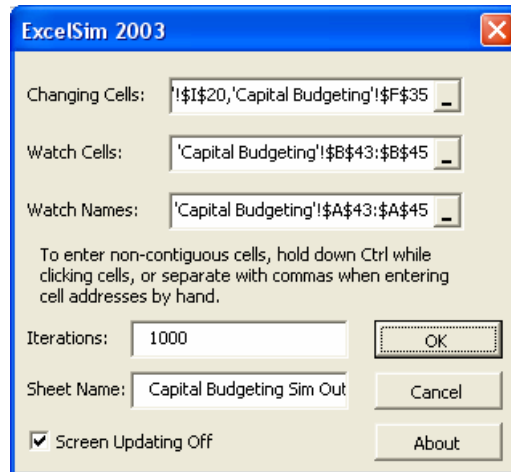 ExcelSim 2003
Changing Cells: '!$I$20,'Capital Budgeting'!$F$35 _
Watch Cells: 'Capital Budgeting'!$B$43:$B$45 _
Watch Names: 'Capital Budgeting'!$A$43:$A$45 _
To enter non-contiguous cells, hold down Ctrl while
clicking cells, or separate with commas when entering
cell addresses by hand.
Iterations: 1000 OK
Sheet Name: Capital Budgeting Sim Out Cancel
Screen Updating Off About